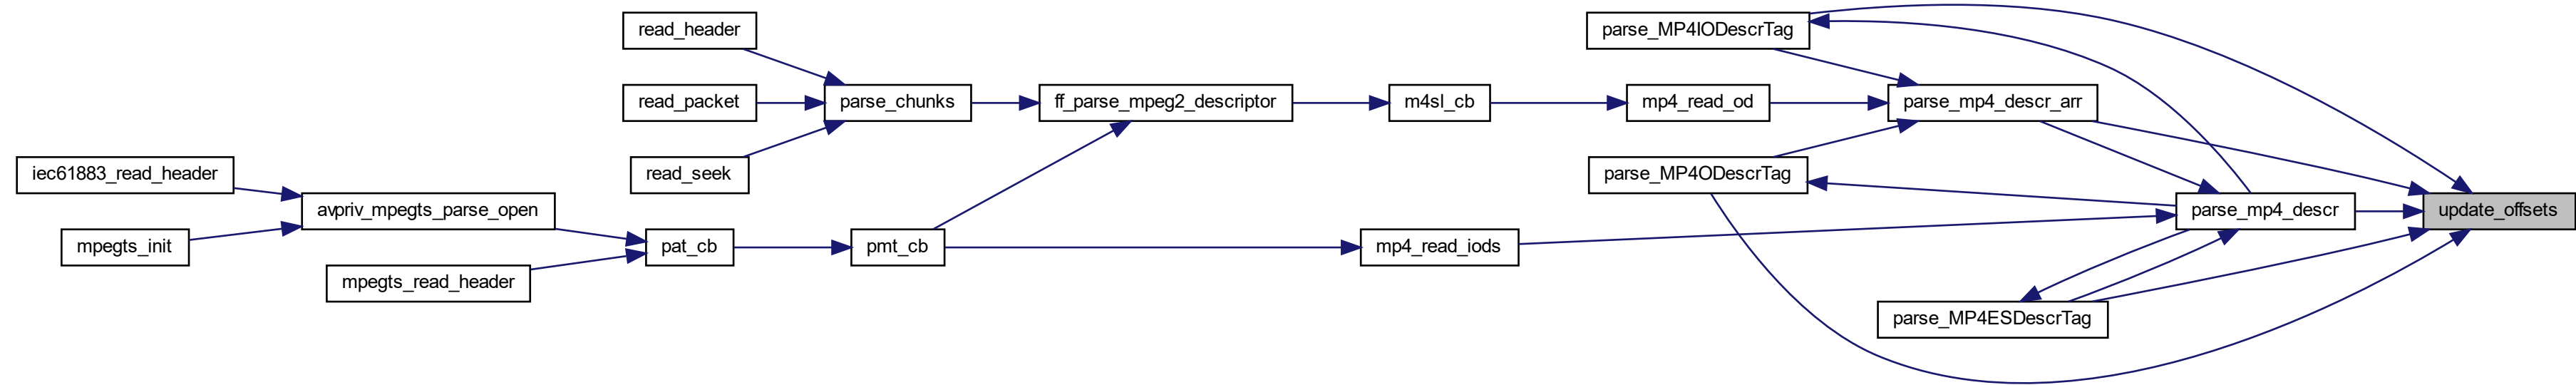 read_header
parse_MP4IODescrTag
read_packet
parse_chunks
ff_parse_mpeg2_descriptor
m4sl_cb
mp4_read_od
parse_mp4_descr_arr
iec61883_read_header
read_seek
parse_MP4ODescrTag
avpriv_mpegts_parse_open
parse_mp4_descr
update_offsets
mpegts_init
pat_cb
pmt_cb
mp4_read_iods
mpegts_read_header
parse_MP4ESDescrTag